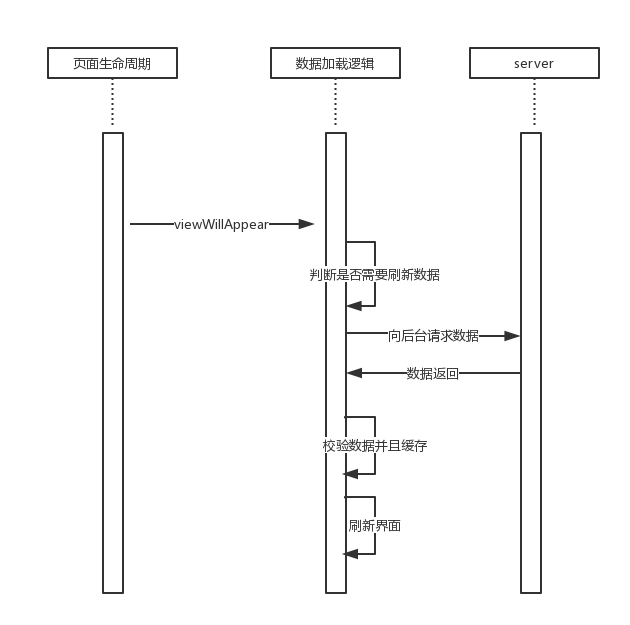 页面生命周期
数据加载逻辑
server
viewWillAppear
判断是否需要刷新数据
向后台请求数据
数据返回
校验数据并且缓存
刷新界面